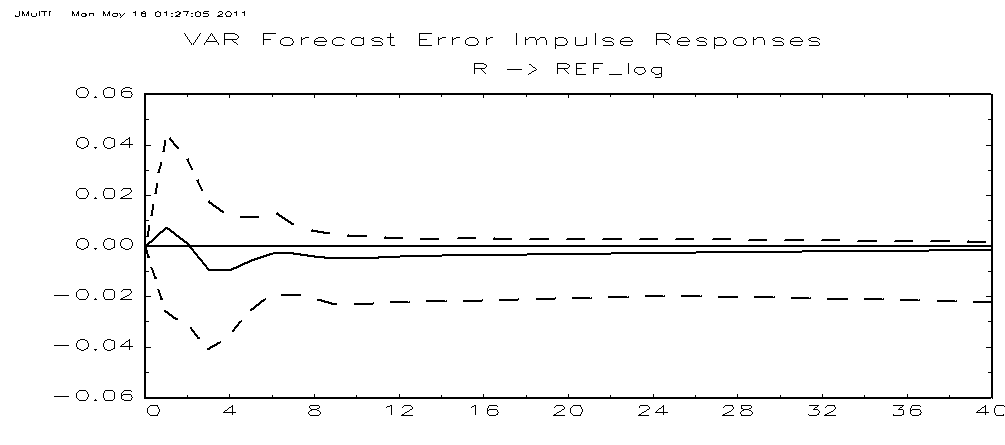 JMulTi   Mon May 16 01:27:05 2011
VAR Forecast Error Impulse Responses
R -> REF_log
0.06
0.04
0.02
0.00
-0.02
-0.04
-0.06
0 4 8 12 16 20 24 28 32 36 40